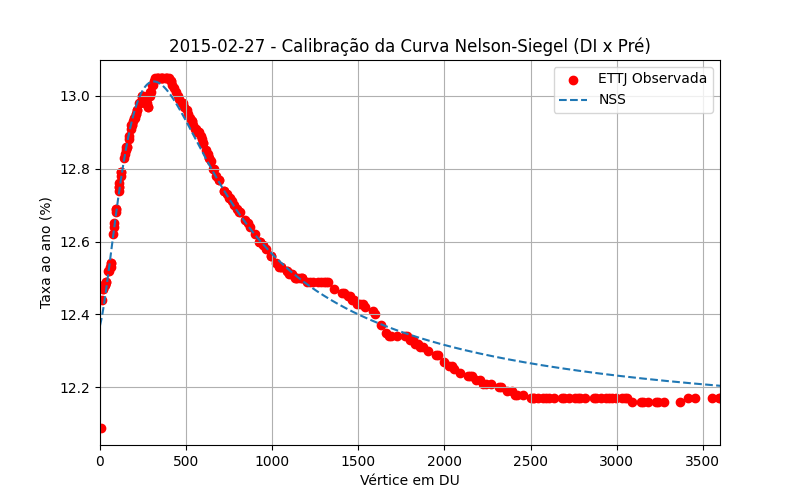 2015-02-27 - Calibração da Curva Nelson-Siegel (DI x Pré)
ETTJ Observada
NSS
Taxa ao ano (%)
13.0
12.8
12.6
12.4
12.2
0 500 1000 1500 2000 2500 3000 3500
Vértice em DU